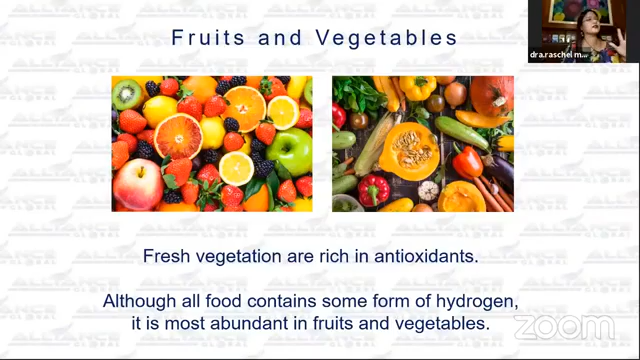 Fruits and Vegetables
dra.raschel m...
Fresh vegetation are rich in antioxidants.
Although all food contains some form of hydrogen,
it is most abundant in fruits and vegetables.
zoom